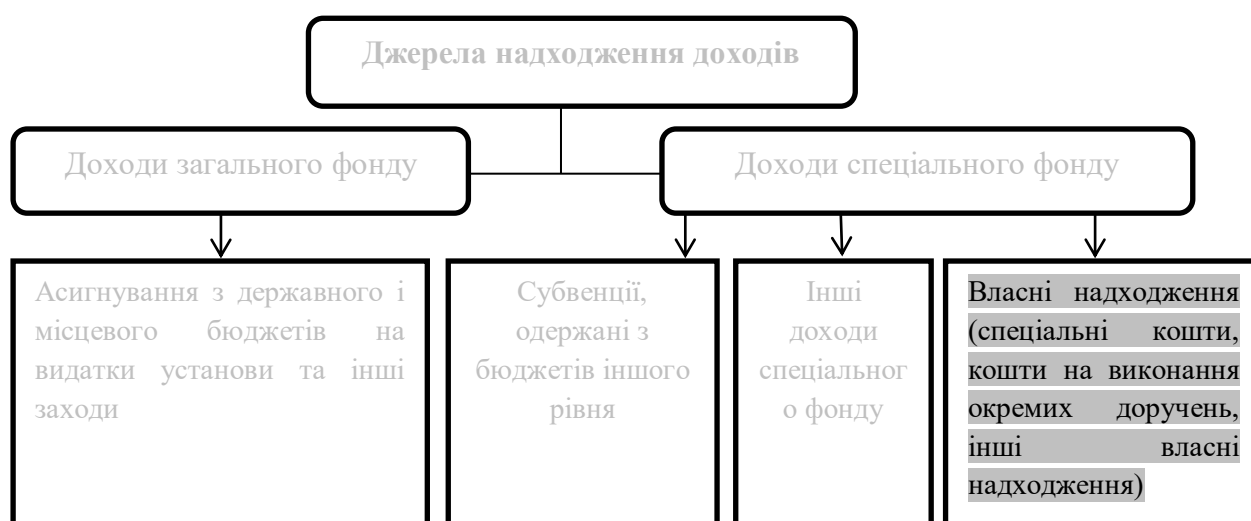 Джерела надходження доходів
Доходи загального фонду
Доходи спеціального фонду
Асигнування з державного і
місцевого бюджетів на
видатки установи та інші
заходи
Субвенції,
одержані з
бюджетів іншого
рівня
Інші
доходи
спеціальног
о фонду
Власні надходження
(спеціальні кошти,
кошти на виконання
окремих доручень,
інші власні
надходження)